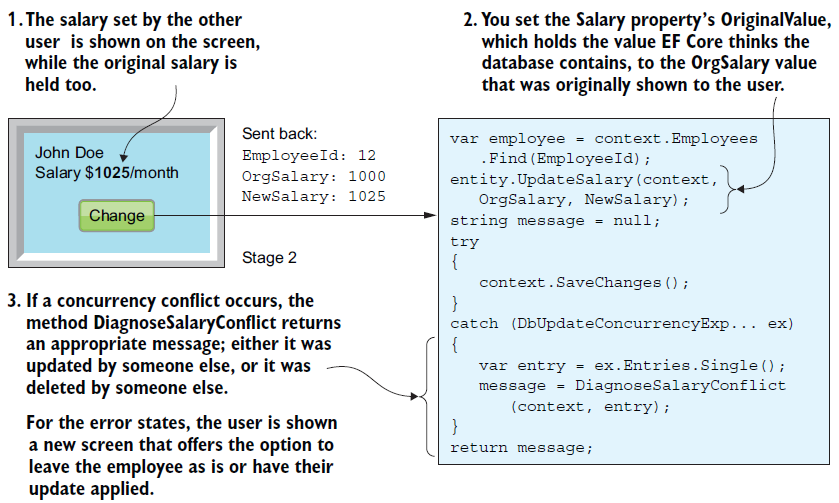 1. The salary set by the other
user is shown on the screen,
while the original salary is
held too.
2. You set the Salary property’s OriginalValue,
which holds the value EF Core thinks the
database contains, to the OrgSalary value
that was originally shown to the user.
John Doe
Salary $1025/month
Change
Sent back:
EmployeeId: 12
OrgSalary: 1000
NewSalary: 1025
Stage 2
var employee = context.Employees
.Find(EmployeeId);
entity.UpdateSalary(context,
OrgSalary, NewSalary);
string message = null;
try
{
context.SaveChanges();
}
catch (DbUpdateConcurrencyExp... ex)
{
var entry = ex.Entries.Single();
message = DiagnoseSalaryConflict
(context, entry);
}
return message;
3. If a concurrency conflict occurs, the
method DiagnoseSalaryConflict returns
an appropriate message; either it was
updated by someone else, or it was
deleted by someone else.
For the error states, the user is shown
a new screen that offers the option to
leave the employee as is or have their
update applied.